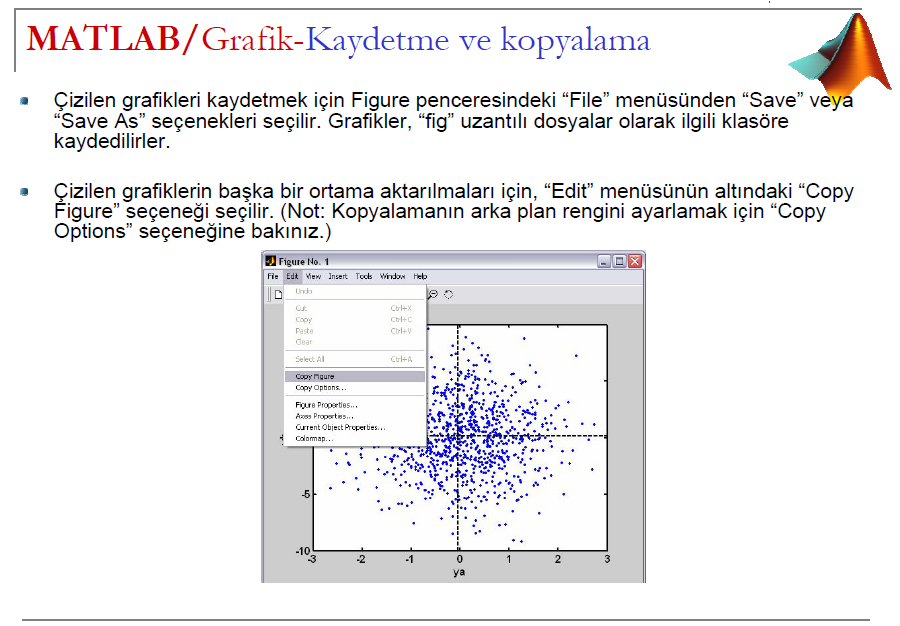 MATLAB/Grafik-Kaydetme ve kopyalama
Çizilen grafikleri kaydetmek için Figure penceresindeki “File” menüsünden “Save” veya
“Save As” seçenekleri seçilir. Grafikler, “fig” uzantılı dosyalar olarak ilgili klasöre
kaydedilirler.
Çizilen grafiklerin başka bir ortama aktarılmaları için, “Edit” menüsünün altındaki “Copy
Figure” seçeneği seçilir. (Not: Kopyalamanın arka plan rengini ayarlamak için “Copy
Options” seçeneğine bakınız.)
Figure No. 1
File Edit View Insert Tools Window Help
Undo
Cut Ctrl+X
Copy Ctrl+C
Paste Ctrl+V
Clear
Select All Ctrl+A
Copy Figure
Copy Options...
Figure Properties...
Axes Properties...
Current Object Properties...
Colormap...
-5
-10
-3 -2 -1 0 1 2 3
ya